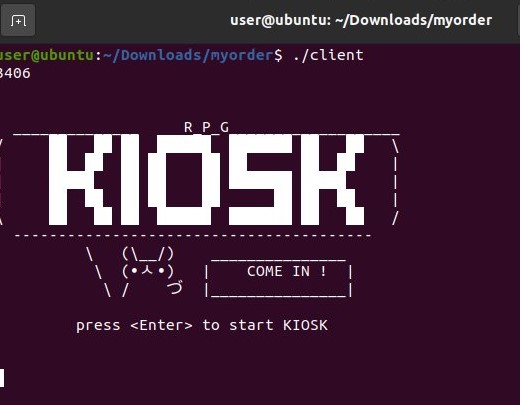 user@ubuntu: ~/Downloads/myorder
user@ubuntu:~/Downloads/myorder$ ./client
3406
R_P_G
KIOSK
(\__/)
(•ㅅ•)
づ
COME IN !
press <Enter> to start KIOSK